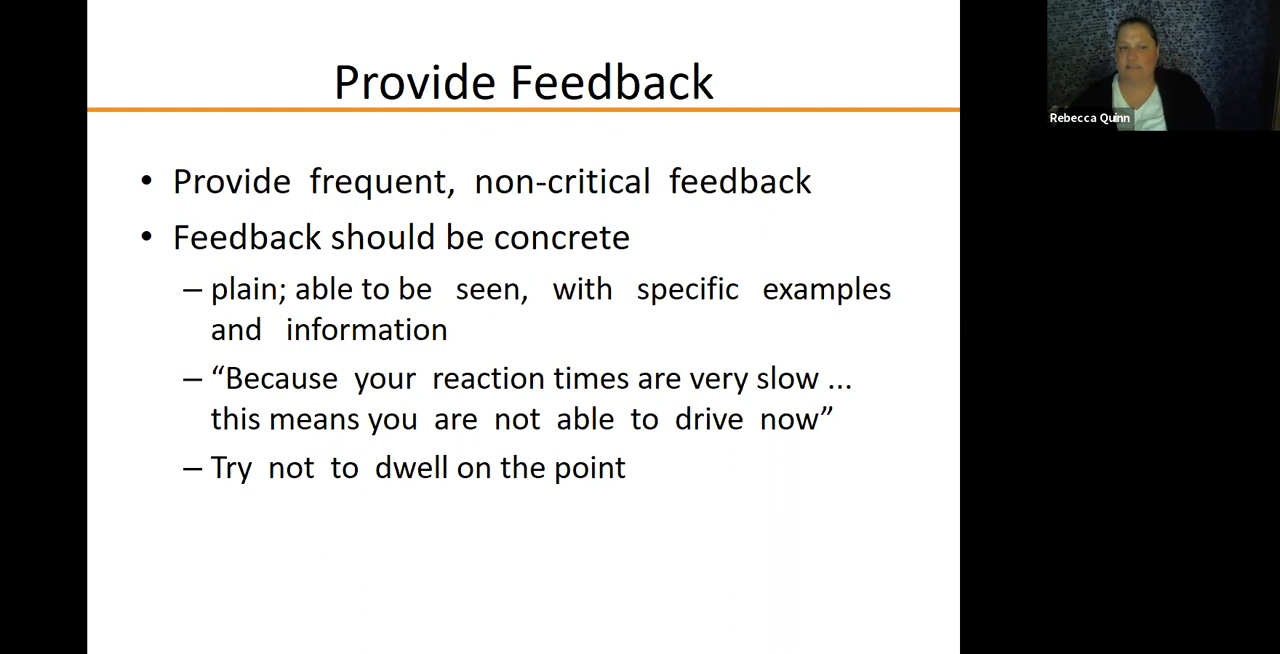 Provide Feedback
• Provide frequent, non-critical feedback
• Feedback should be concrete
– plain; able to be seen, with specific examples
and information
– “Because your reaction times are very slow ...
this means you are not able to drive now”
– Try not to dwell on the point
Rebecca Quinn